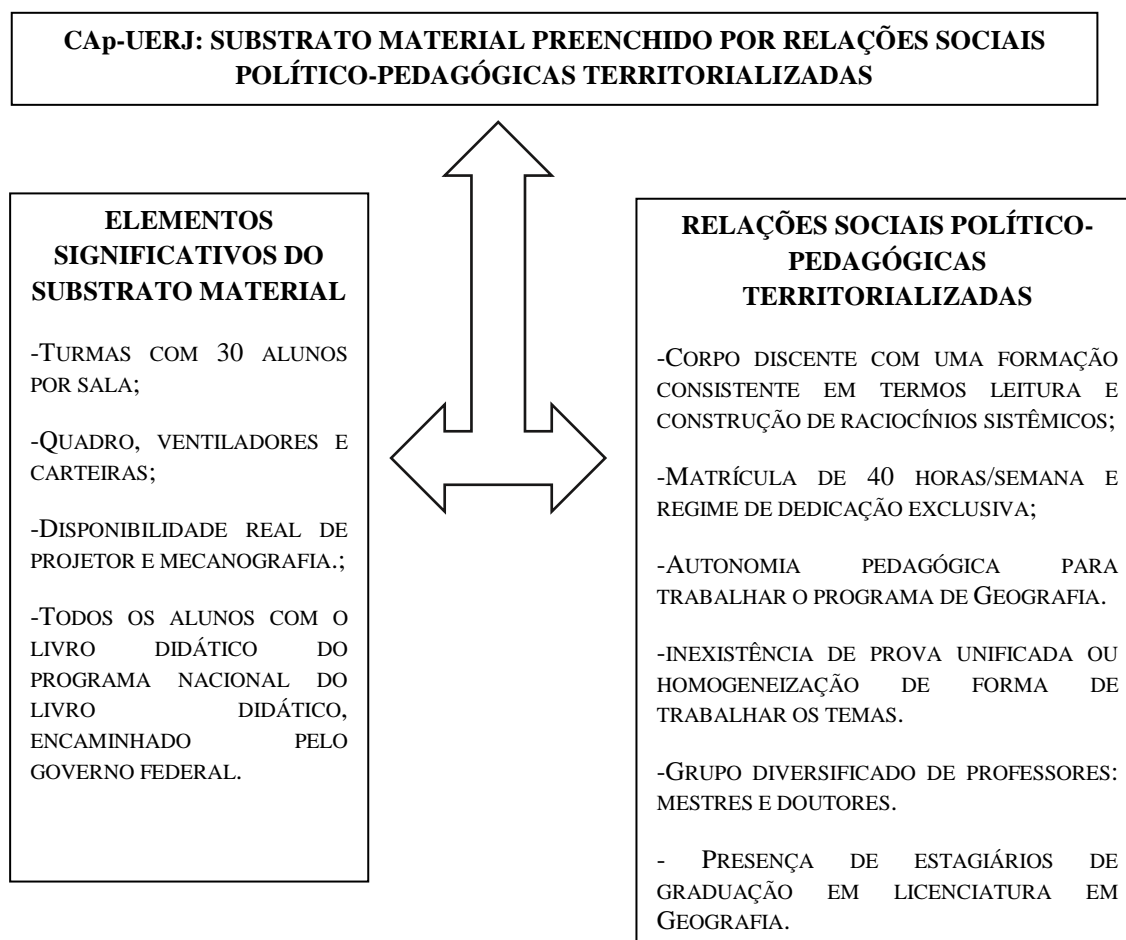 CAp-UERJ: SUBSTRATO MATERIAL PREENCHIDO POR RELAÇÕES SOCIAIS
POLÍTICO-PEDAGÓGICAS TERRITORIALIZADAS
ELEMENTOS
SIGNIFICATIVOS DO
SUBSTRATO MATERIAL
-TURMAS COM 30 ALUNOS
POR SALA;
-QUADRO, VENTILADORES E
CARTEIRAS;
-DISPONIBILIDADE REAL DE
PROJETOR E MECANOGRAFIA.;
-TODOS OS ALUNOS COM O
LIVRO DIDÁTICO DO
PROGRAMA NACIONAL DO
LIVRO DIDÁTICO,
ENCAMINHADO PELO
GOVERNO FEDERAL.
RELAÇÕES SOCIAIS POLÍTICO-
PEDAGÓGICAS
TERRITORIALIZADAS
-CORPO DISCENTE COM UMA FORMAÇÃO
CONSISTENTE EM TERMOS LEITURA E
CONSTRUÇÃO DE RACIOCÍNIOS SISTÊMICOS;
-MATRÍCULA DE 40 HORAS/SEMANA E
REGIME DE DEDICAÇÃO EXCLUSIVA;
-AUTONOMIA PEDAGÓGICA PARA
TRABALHAR O PROGRAMA DE GEOGRAFIA.
-INEXISTÊNCIA DE PROVA UNIFICADA OU
HOMOGENEIZAÇÃO DE FORMA DE
TRABALHAR OS TEMAS.
-GRUPO DIVERSIFICADO DE PROFESSORES:
MESTRES E DOUTORES.
- PRESENÇA DE ESTAGIÁRIOS DE
GRADUAÇÃO EM LICENCIATURA EM
GEOGRAFIA.